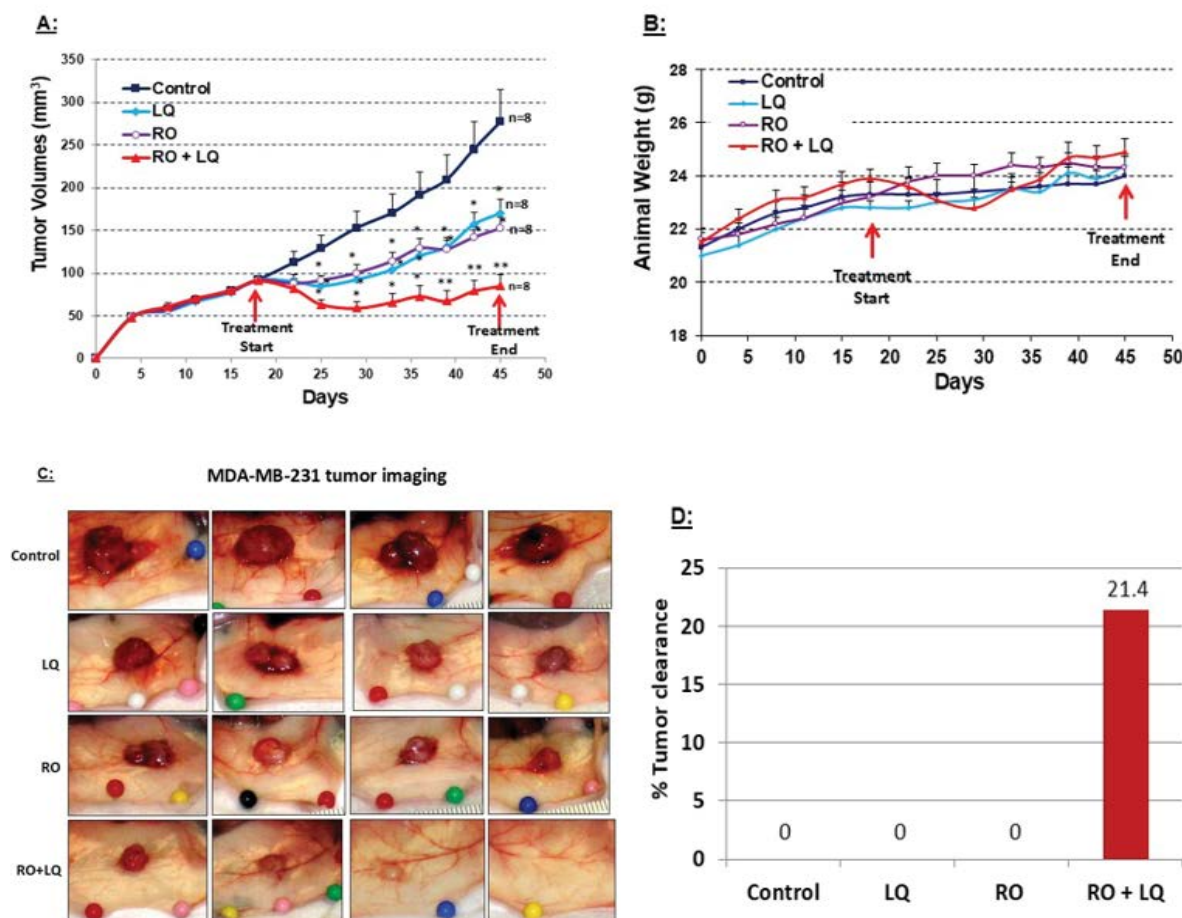 A:
350
300
250
200
150
100
50
0
Tumor Volumes (mm³)
Control
LQ
RO
RO + LQ
n=8
n=8
n=8
* * * * * * *
* * * * * * *
* * * * ** ** **
Treatment
Start
Treatment
End
0 5 10 15 20 25 30 35 40 45 50
Days
B:
28
26
24
22
20
18
Animal Weight (g)
Control
LQ
RO
RO + LQ
Treatment
Start
Treatment
End
0 5 10 15 20 25 30 35 40 45 50
Days
C:
MDA-MB-231 tumor imaging
Control
LQ
RO
RO+LQ
D:
25
20
15
10
5
0
% Tumor clearance
0 0 0 21.4
Control LQ RO RO + LQ